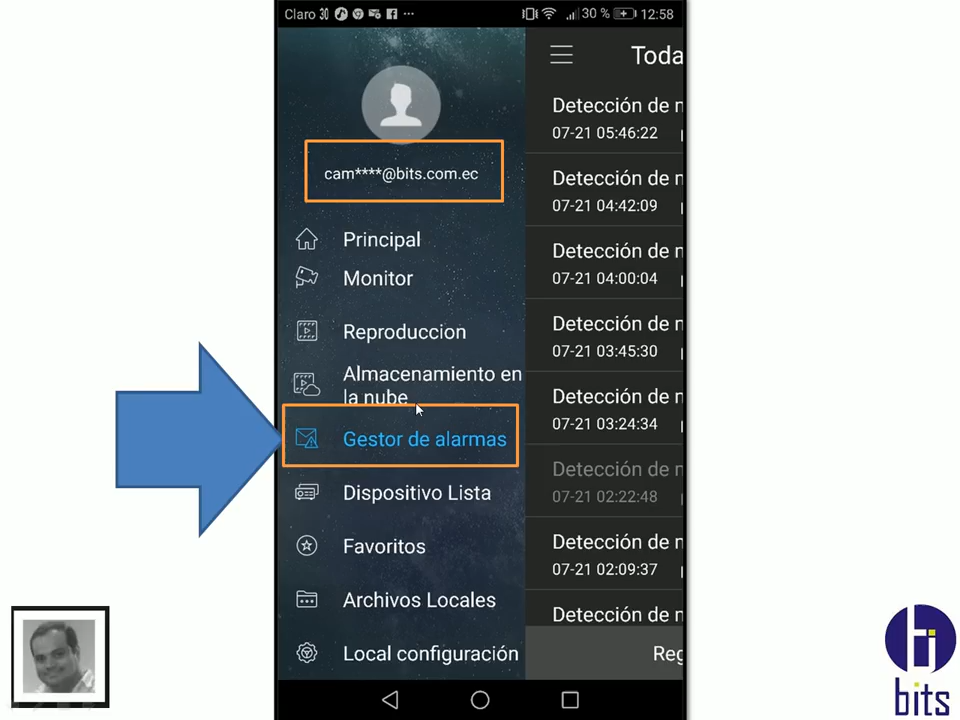 Claro 30 % 12:58
cam****@bits.com.ec
Principal
Monitor
Reproduccion
Almacenamiento en
la nube
Gestor de alarmas
Dispositivo Lista
Favoritos
Archivos Locales
Local configuración
Toda
Detección de
07-21 05:46:22
Detección de
07-21 04:42:09
Detección de
07-21 04:00:04
Detección de
07-21 03:45:30
Detección de
07-21 03:24:34
Detección de
07-21 02:22:48
Detección de
07-21 02:09:37
Detección de
Reg
bits